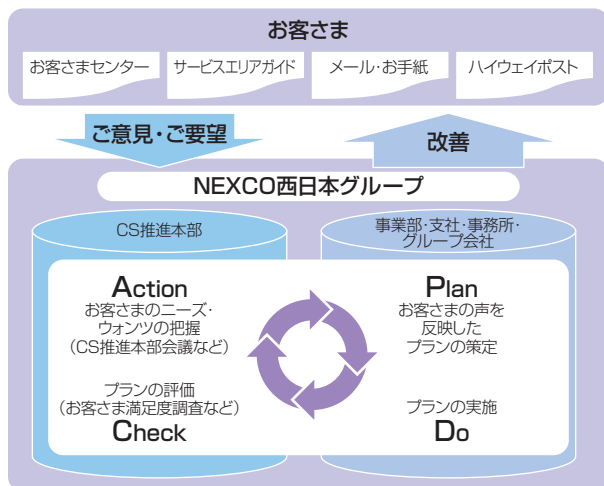 お客さま
お客さまセンター
サービスエリアガイド
メール・お手紙
ハイウェイポスト
ご意見・ご要望
改善
NEXCO西日本グループ
CS推進本部
事業部・支社・事務所・
グループ会社
Action
お客さまのニーズ・
ウォンツの把握
(CS推進本部会議など)
Plan
お客さまの声を
反映した
プランの策定
プランの評価
(お客さま満足度調査など)
Check
プランの実施
Do